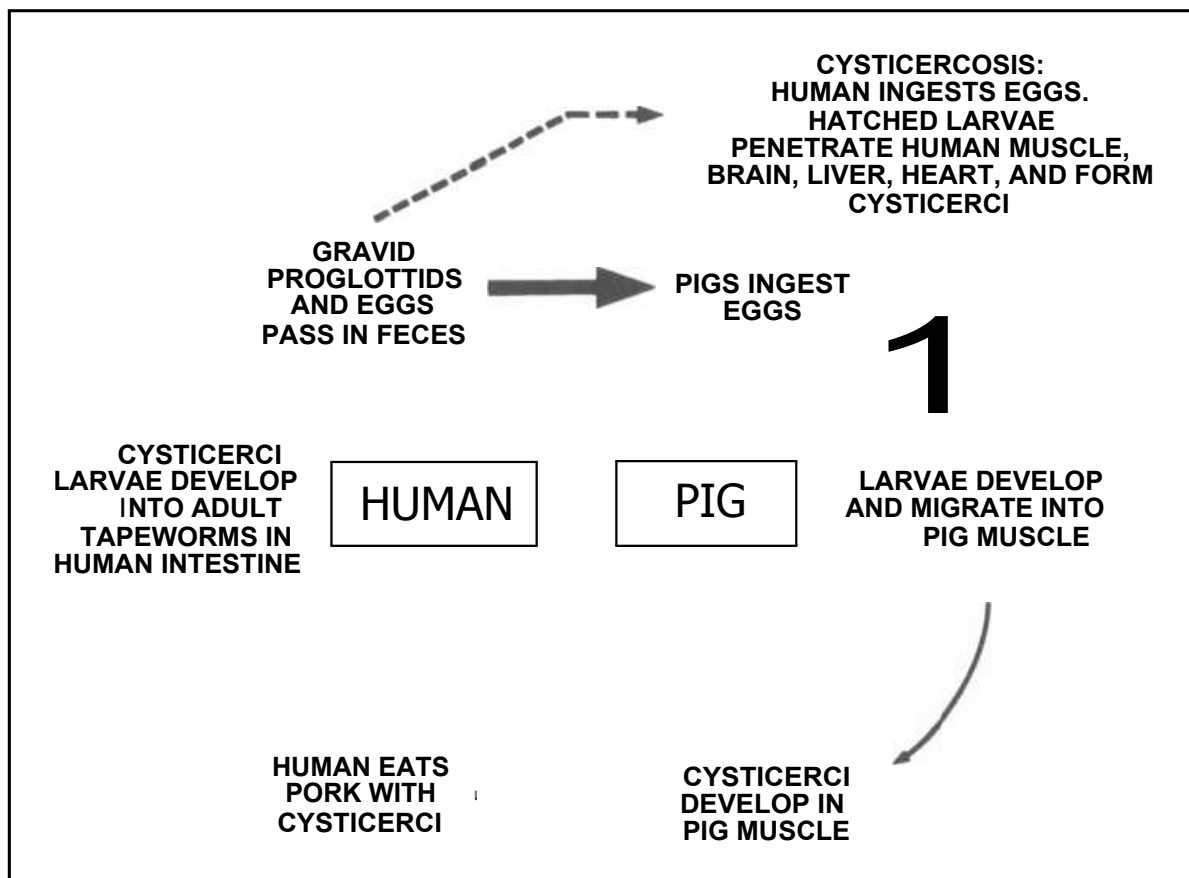 CYSTICERCOSIS:
HUMAN INGESTS EGGS.
HATCHED LARVAE
PENETRATE HUMAN MUSCLE,
BRAIN, LIVER, HEART, AND FORM
CYSTICERCI
GRAVID
PROGLOTTIDS
AND EGGS
PASS IN FECES
PIGS INGEST
EGGS
1
CYSTICERCI
LARVAE DEVELOP
INTO ADULT
TAPEWORMS IN
HUMAN INTESTINE
HUMAN
PIG
LARVAE DEVELOP
AND MIGRATE INTO
PIG MUSCLE
HUMAN EATS
PORK WITH
CYSTICERCI
CYSTICERCI
DEVELOP IN
PIG MUSCLE